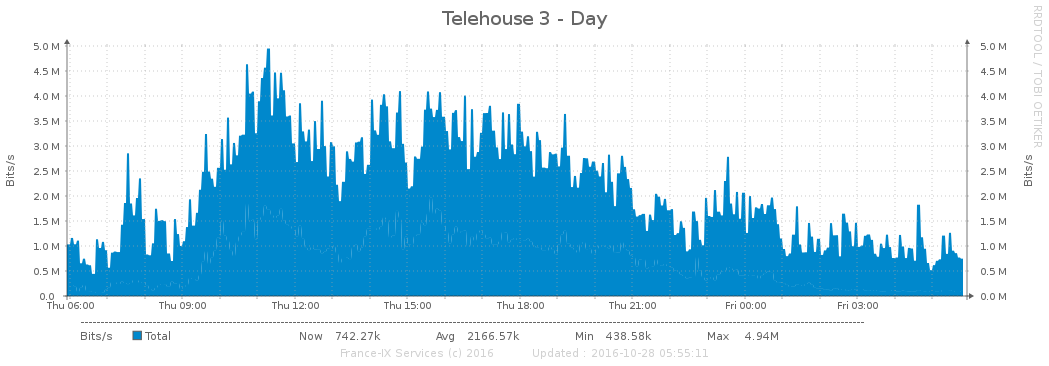 Telehouse 3 - Day
RRDTOOL / TOBI OETIKER
Bits/s
5.0 M
4.5 M
4.0 M
3.5 M
3.0 M
2.5 M
2.0 M
1.5 M
1.0 M
0.5 M
0.0
5.0 M
4.5 M
4.0 M
3.5 M
3.0 M
2.5 M
2.0 M
1.5 M
1.0 M
0.5 M
0.0 M
Bits/s
Thu 06:00 Thu 09:00 Thu 12:00 Thu 15:00 Thu 18:00 Thu 21:00 Fri 00:00 Fri 03:00
Bits/s Total Now 742.27k Avg 2166.57k Min 438.58k Max 4.94M
France-IX Services (c) 2016 Updated : 2016-10-28 05:55:11